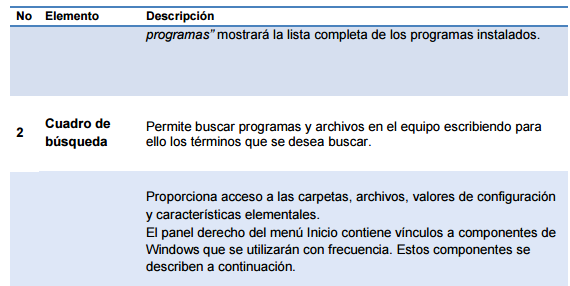 No Elemento Descripción
programas” mostrará la lista completa de los programas instalados.
2 Cuadro de búsqueda
Permite buscar programas y archivos en el equipo escribiendo para
ello los términos que se desea buscar.
Proporciona acceso a las carpetas, archivos, valores de configuración
y características elementales.
El panel derecho del menú Inicio contiene vínculos a componentes de
Windows que se utilizarán con frecuencia. Estos componentes se
describen a continuación.